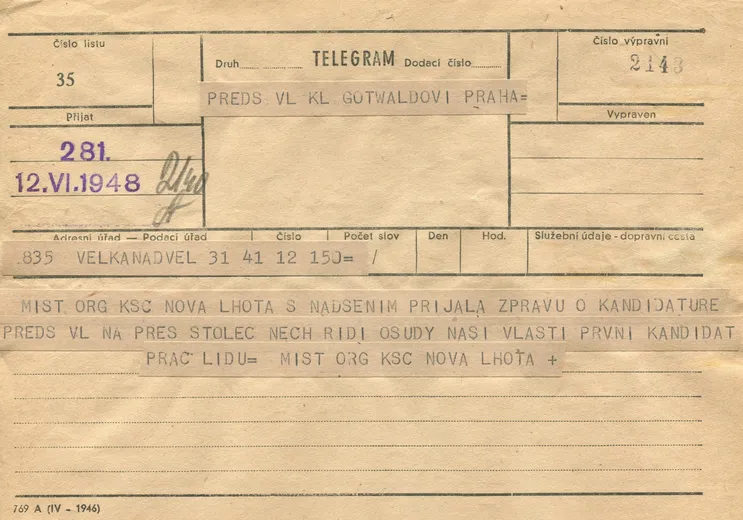 Číslo listu
35
Přijat
281.
12.VI.1948
21/40
Druh TELEGRAM Dodací číslo
PREDS VL KL GOTWALDOVI PRAHA=
Číslo výpravní
2143
Vypraven
Adresní úřad — Podací úřad Číslo Počet slov Den Hod. Služební údaje - dopravní cesta
.835 VELKANADVEL 31 41 12 150= /
MIST ORG KSC NOVA LHOTA S NADSENIM PRIJALA ZPRAVU O KANDIDATURE
PREDS VL NA PRES STOLEC NECH RIDI OSUDY NASI VLASTI PRVNI KANDIDAT
PRAC LIDU= MIST ORG KSC NOVA LHOTA +
769 A (IV - 1946)